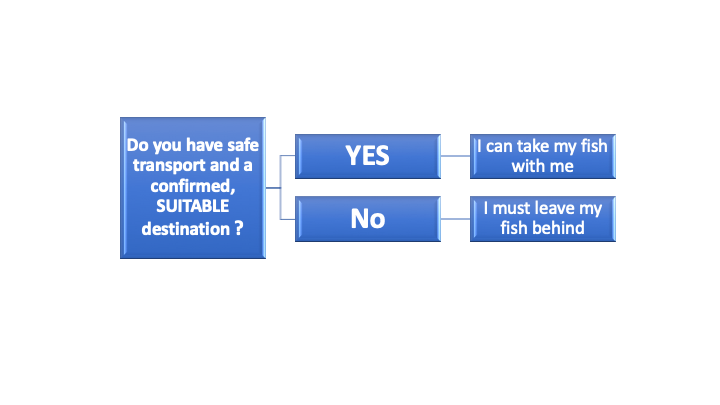 Do you have safe
transport and a
confirmed,
SUITABLE
destination ?
YES
I can take my fish
with me
No
I must leave my
fish behind